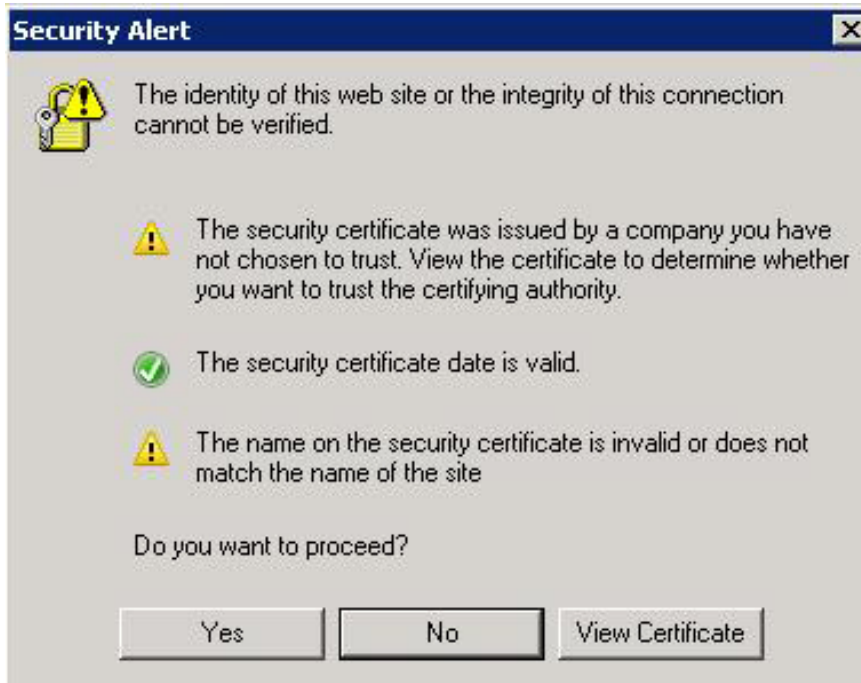 Security Alert
The identity of this web site or the integrity of this connection
cannot be verified.
The security certificate was issued by a company you have
not chosen to trust. View the certificate to determine whether
you want to trust the certifying authority.
The security certificate date is valid.
The name on the security certificate is invalid or does not
match the name of the site
Do you want to proceed?
Yes
No
View Certificate